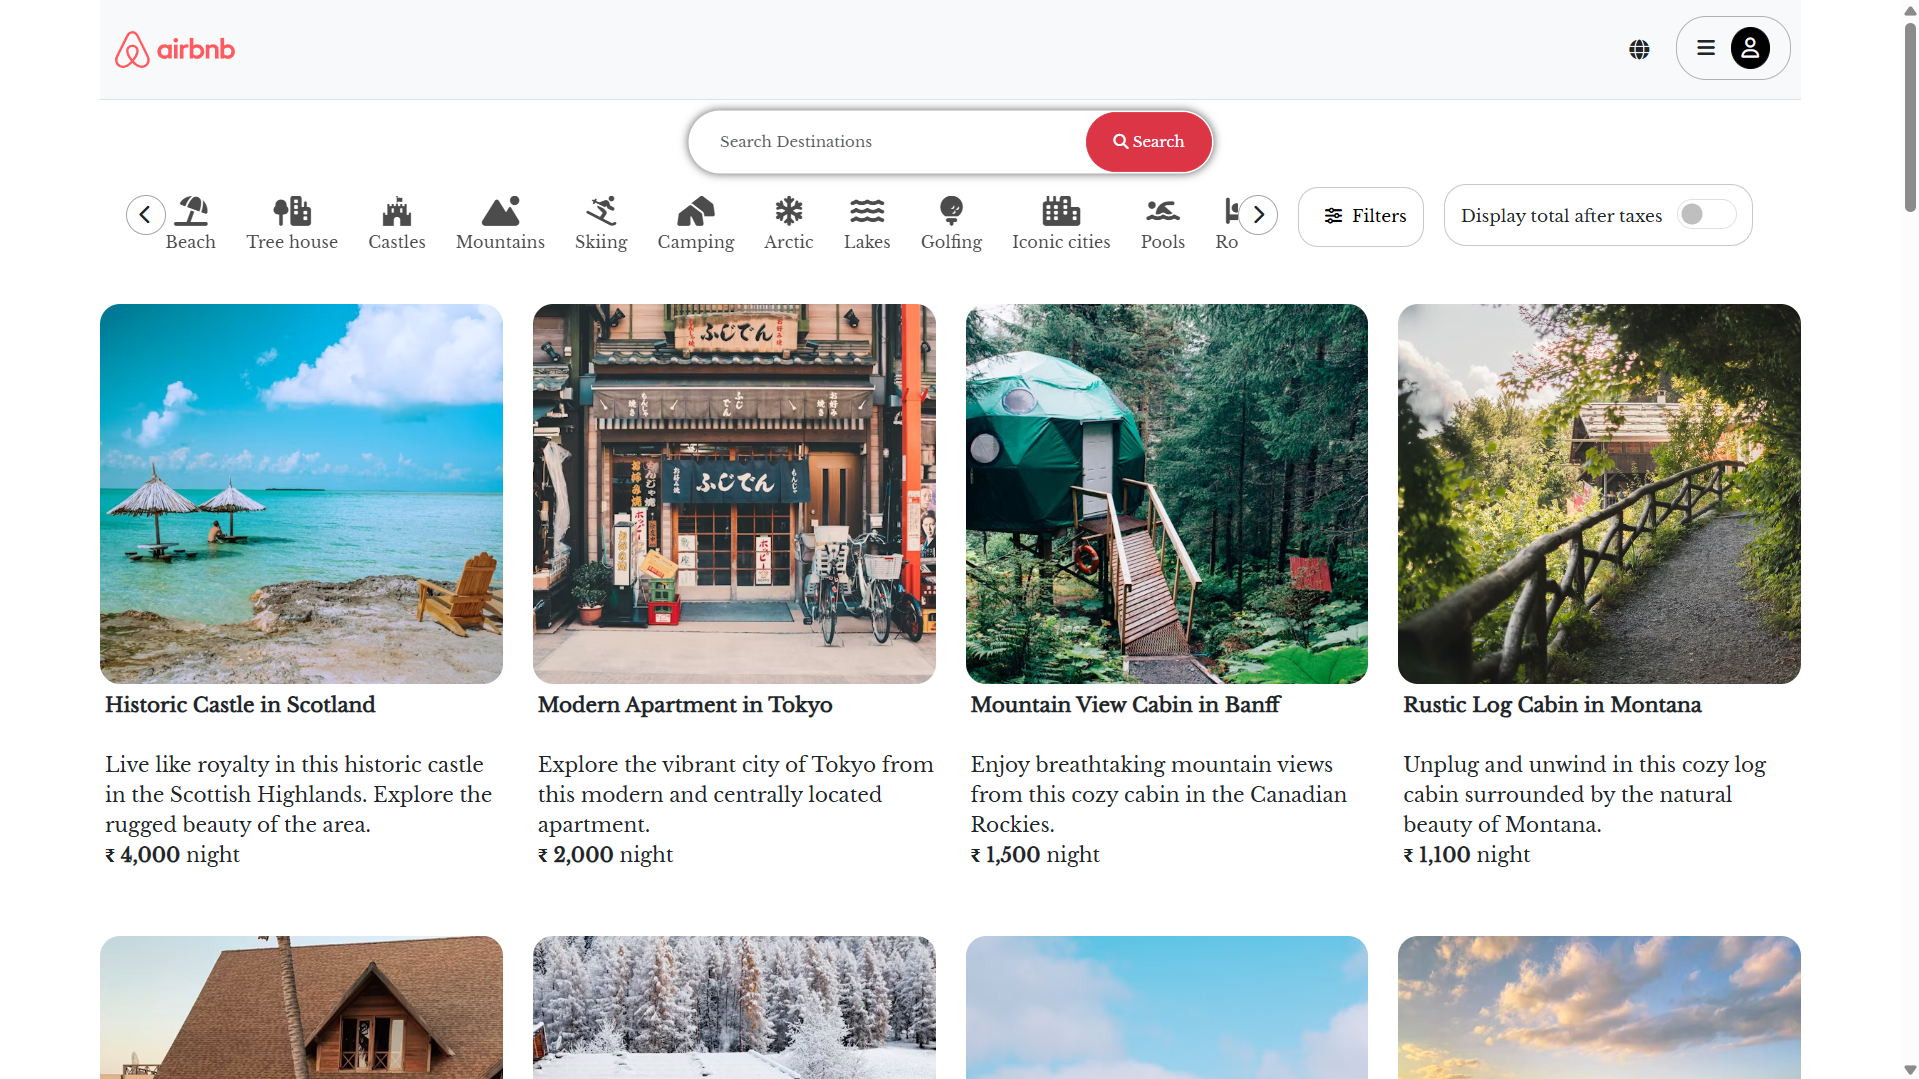 airbnb
Search Destinations
Search
Beach
Tree house
Castles
Mountains
Skiing
Camping
Arctic
Lakes
Golfing
Iconic cities
Pools
Ro
Filters
Display total after taxes
ふじでん
ふじでん
ふじでん
Historic Castle in Scotland
Live like royalty in this historic castle
in the Scottish Highlands. Explore the
rugged beauty of the area.
₹ 4,000 night
Modern Apartment in Tokyo
Explore the vibrant city of Tokyo from
this modern and centrally located
apartment.
₹ 2,000 night
Mountain View Cabin in Banff
Enjoy breathtaking mountain views
from this cozy cabin in the Canadian
Rockies.
₹ 1,500 night
Rustic Log Cabin in Montana
Unplug and unwind in this cozy log
cabin surrounded by the natural
beauty of Montana.
₹ 1,100 night